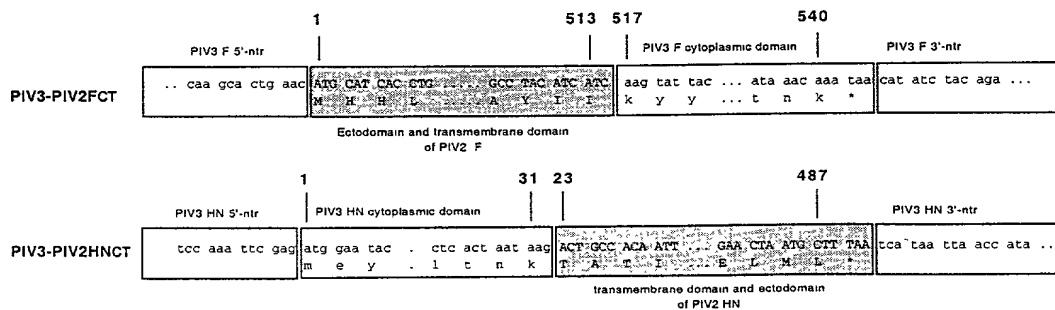 1 513 517 540
PIV3 F 5'-ntr PIV3 F cytoplasmic domain PIV3 F 3'-ntr
PIV3-PIV2FCT
.. caa gca ctg aac ATG CAT CAC CTG ......GCC TAC ATC ATC aag tat tac ... ata aac aaa taa cat atc tac aga ...
M H H L ..... A Y I I k y y ... t n k *
Ectodomain and transmembrane domain
of PIV2 F
1 31 23 487
PIV3 HN 5'-ntr PIV3 HN cytoplasmic domain PIV3 HN 3'-ntr
PIV3-PIV2HNCT
tcc aaa ttc gag atg gaa tac . ctc act aat aag ACT GCC ACA ATT ... GAA CTA ATG CTT TAA tca taa tta acc ata ...
m e y . l t n k T A T I ... E L M L *
transmembrane domain and ectodomain
of PIV2 HN